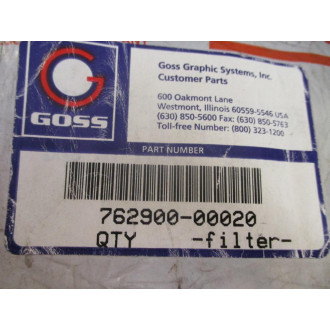 GOSS
Goss Graphic Systems, Inc.
Customer Parts
600 Oakmont Lane
Westmont, Illinois 60559-5546 USA
(630) 850-5600 Fax: (630) 850-5763
Toll-free Number: (800) 323-1200
PART NUMBER
762900-00020
QTY -filter-